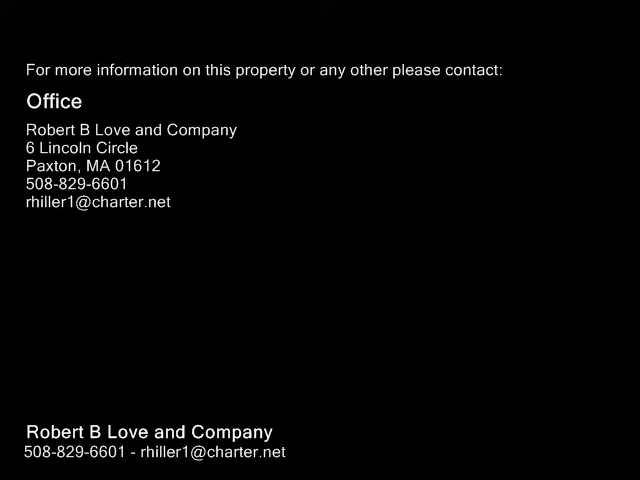 For more information on this property or any other please contact:
Office
Robert B Love and Company
6 Lincoln Circle
Paxton, MA 01612
508-829-6601
rhiller1@charter.net
Robert B Love and Company
508-829-6601 - rhiller1@charter.net